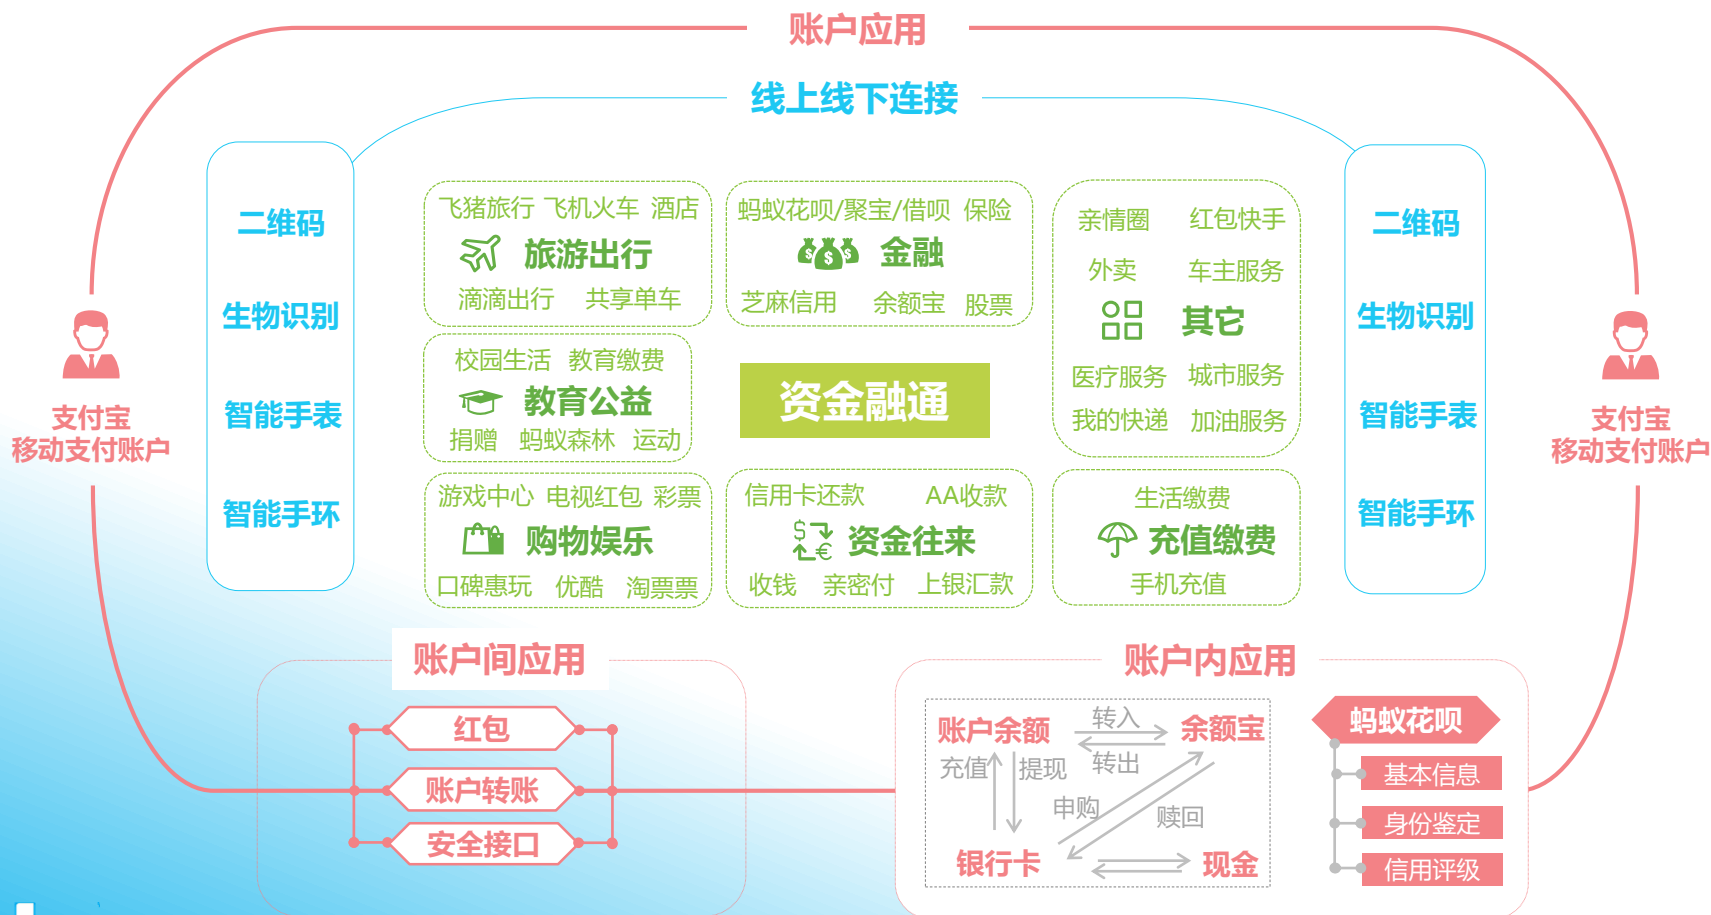 账户应用
线上线下连接
二维码
生物识别
智能手表
智能手环
支付宝
移动支付账户
飞猪旅行 飞机火车 酒店
旅游出行
滴滴出行 共享单车
蚂蚁花呗/聚宝/借呗 保险
金融
芝麻信用 余额宝 股票
亲情圈 红包快手
外卖 车主服务
其它
医疗服务 城市服务
我的快递 加油服务
校园生活 教育缴费
教育公益
捐赠 蚂蚁森林 运动
资金融通
游戏中心 电视红包 彩票
购物娱乐
口碑惠玩 优酷 淘票票
信用卡还款 AA收款
资金往来
收钱 亲密付 上银汇款
生活缴费
充值缴费
手机充值
二维码
生物识别
智能手表
智能手环
支付宝
移动支付账户
账户间应用
红包
账户转账
安全接口
账户内应用
账户余额 转入 余额宝
充值 提现 转出
申购 赎回
银行卡 现金
蚂蚁花呗
基本信息
身份鉴定
信用评级